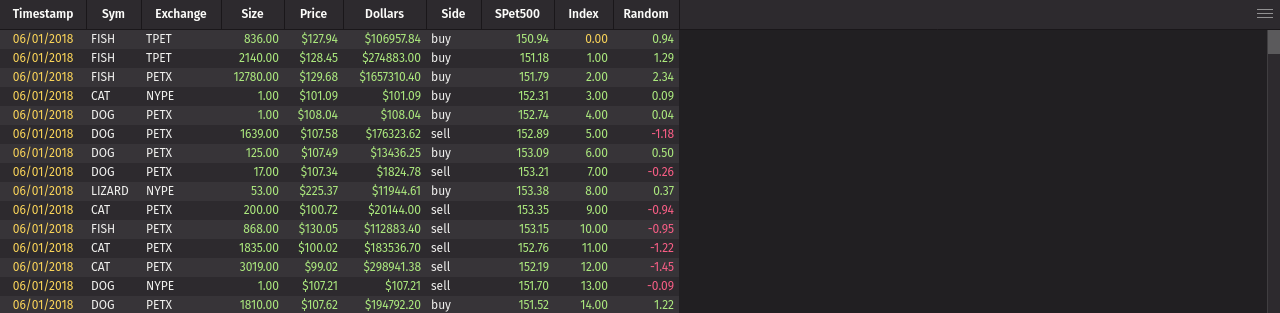 Timestamp Sym Exchange Size Price Dollars Side SPet500 Index Random
06/01/2018 FISH TPET 836.00 $127.94 $106957.84 buy 150.94 0.00 0.94
06/01/2018 FISH TPET 2140.00 $128.45 $274883.00 buy 151.18 1.00 1.29
06/01/2018 FISH PETX 12780.00 $129.68 $1657310.40 buy 151.79 2.00 2.34
06/01/2018 CAT NYPE 1.00 $101.09 $101.09 buy 152.31 3.00 0.09
06/01/2018 DOG PETX 1.00 $108.04 $108.04 buy 152.74 4.00 0.04
06/01/2018 DOG PETX 1639.00 $107.58 $176323.62 sell 152.89 5.00 -1.18
06/01/2018 DOG PETX 125.00 $107.49 $13436.25 buy 153.09 6.00 0.50
06/01/2018 DOG PETX 17.00 $107.34 $1824.78 sell 153.21 7.00 -0.26
06/01/2018 LIZARD NYPE 53.00 $225.37 $11944.61 buy 153.38 8.00 0.37
06/01/2018 CAT PETX 200.00 $100.72 $20144.00 sell 153.35 9.00 -0.94
06/01/2018 FISH PETX 868.00 $130.05 $112883.40 sell 153.15 10.00 -0.95
06/01/2018 CAT PETX 1835.00 $100.02 $183536.70 sell 152.76 11.00 -1.22
06/01/2018 CAT PETX 3019.00 $99.02 $298941.38 sell 152.19 12.00 -1.45
06/01/2018 DOG NYPE 1.00 $107.21 $107.21 sell 151.70 13.00 -0.09
06/01/2018 DOG PETX 1810.00 $107.62 $194792.20 buy 151.52 14.00 1.22